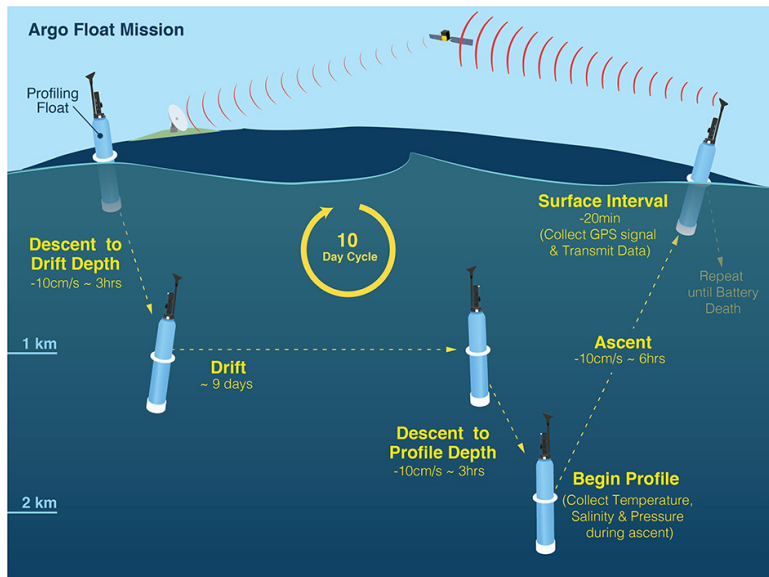 Argo Float Mission
Profiling
Float
Descent to
Drift Depth
-10cm/s ~ 3hrs
10
Day Cycle
Surface Interval
-20min
(Collect GPS signal
& Transmit Data)
Repeat
until Battery
Death
1 km
Drift
~ 9 days
Ascent
-10cm/s ~ 6hrs
Descent to
Profile Depth
-10cm/s ~ 3hrs
Begin Profile
(Collect Temperature,
Salinity & Pressure
during ascent)
2 km